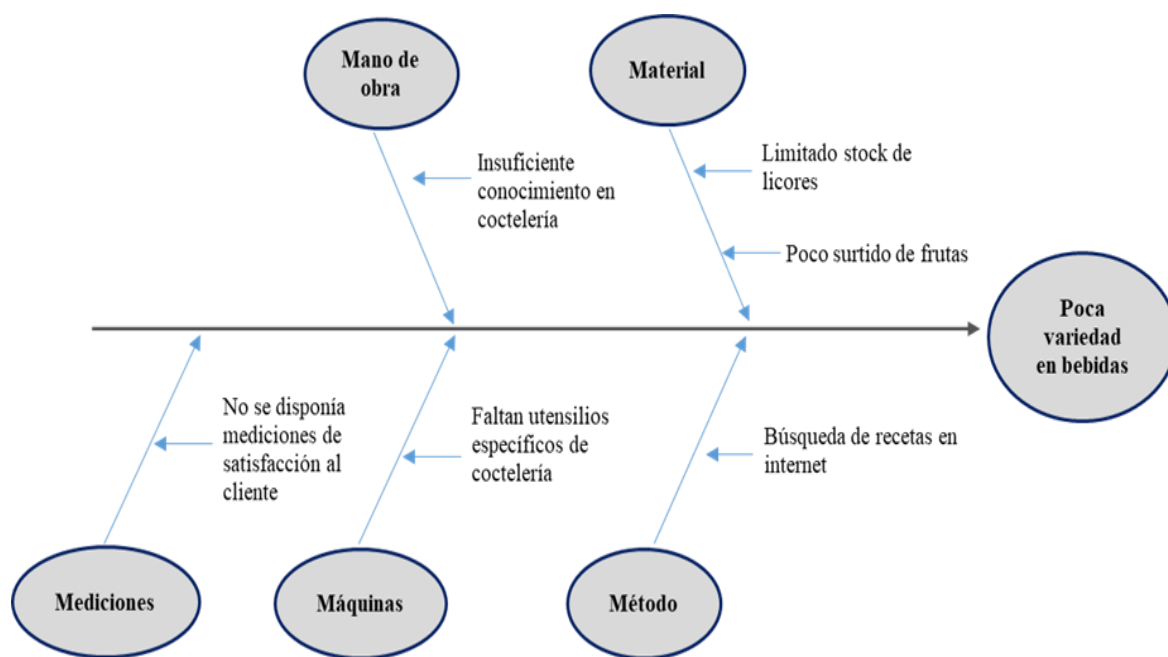 Mano de
obra
Material
Insuficiente
conocimiento en
coctelería
Limitado stock de
licores
Poco surtido de frutas
Poca
variedad
en bebidas
No se disponía
mediciones de
satisfacción al
cliente
Faltan utensilios
específicos de
coctelería
Búsqueda de recetas en
internet
Mediciones
Máquinas
Método